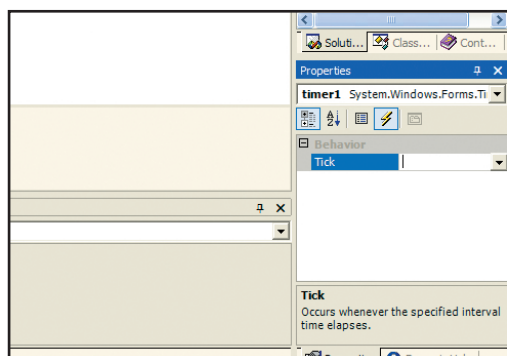 Soluti... Class... Cont...
Properties
timer1 System.Windows.Forms.Ti
Behavior
Tick
Tick
Occurs whenever the specified interval
time elapses.